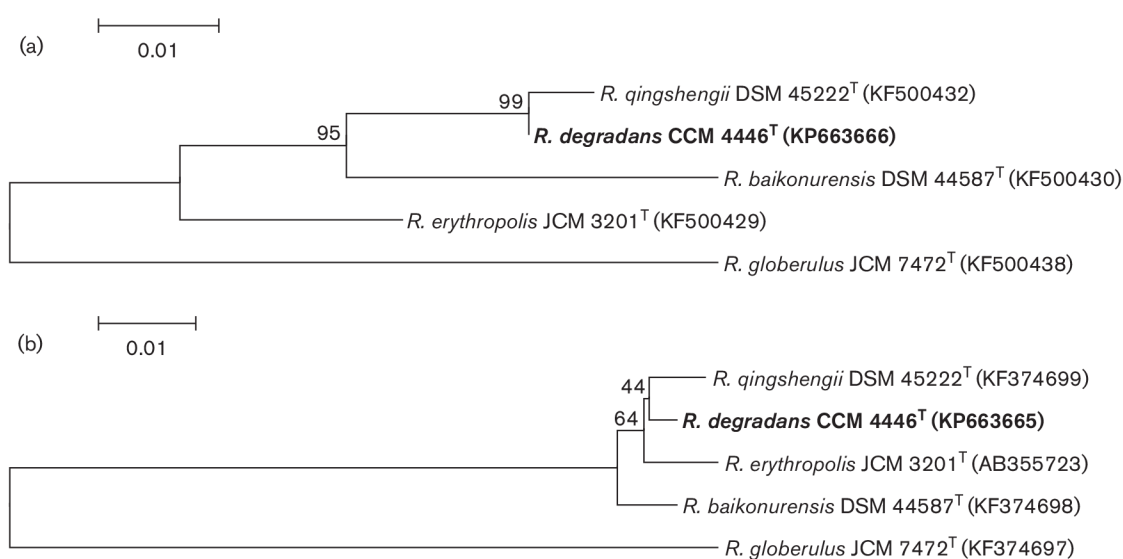 (a)
0.01
99
R. qingshengii DSM 45222ᵀ (KF500432)
95
R. degradans CCM 4446ᵀ (KP663666)
R. baikonurensis DSM 44587ᵀ (KF500430)
R. erythropolis JCM 3201ᵀ (KF500429)
R. globerulus JCM 7472ᵀ (KF500438)
(b)
0.01
44
R. qingshengii DSM 45222ᵀ (KF374699)
64
R. degradans CCM 4446ᵀ (KP663665)
R. erythropolis JCM 3201ᵀ (AB355723)
R. baikonurensis DSM 44587ᵀ (KF374698)
R. globerulus JCM 7472ᵀ (KF374697)